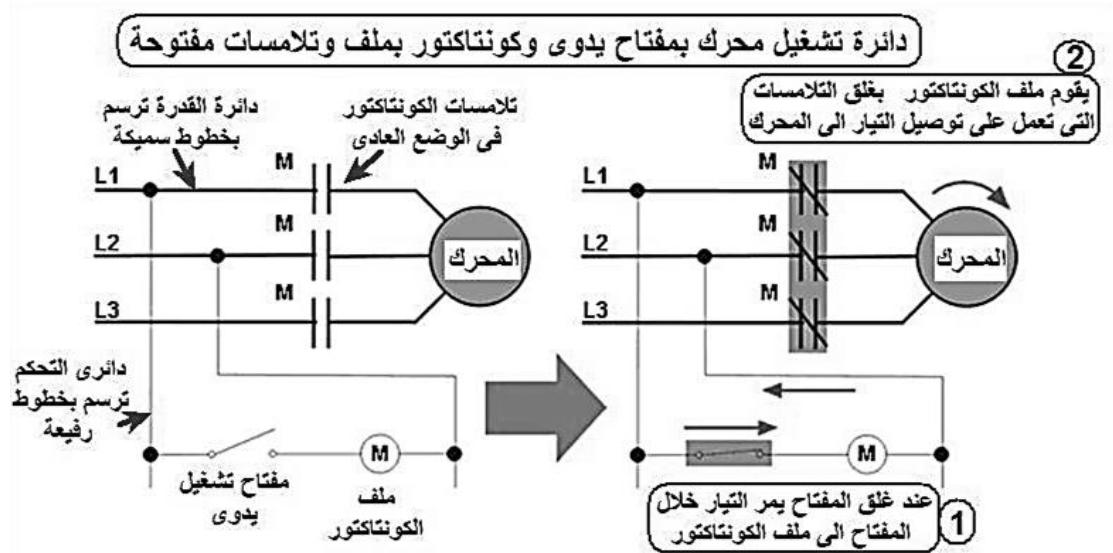 دائرة تشغيل محرك بمفتاح يدوى وكونتاكتور بملف وتلامسات مفتوحة
2
يقوم ملف الكونتاكتور بغلق التلامسات
التى تعمل على توصيل التيار الى المحرك
تلامسات الكونتاكتور
فى الوضع العادى
دائرة القدرة ترسم
بخطوط سميكة
L1
M
L2
M
L3
M
المحرك
دائرى التحكم
ترسم بخطوط
رفيعة
M
مفتاح تشغيل
يدوى
ملف
الكونتاكتور
L1
M
L2
M
L3
M
المحرك
M
عند غلق المفتاح يمر التيار خلال
المفتاح الى ملف الكونتاكتور
1